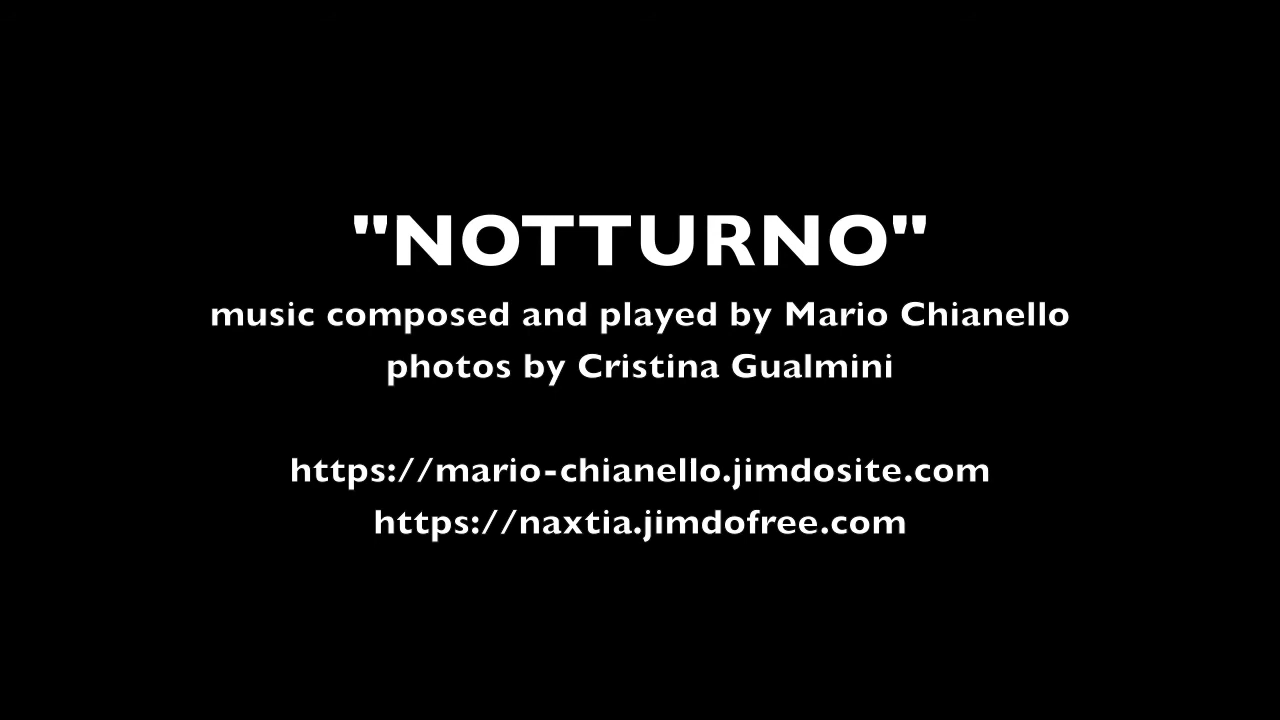 "NOTTURNO"
music composed and played by Mario Chianello
photos by Cristina Gualmini
https://mario-chianello.jimdosite.com
https://naxtia.jimdofree.com